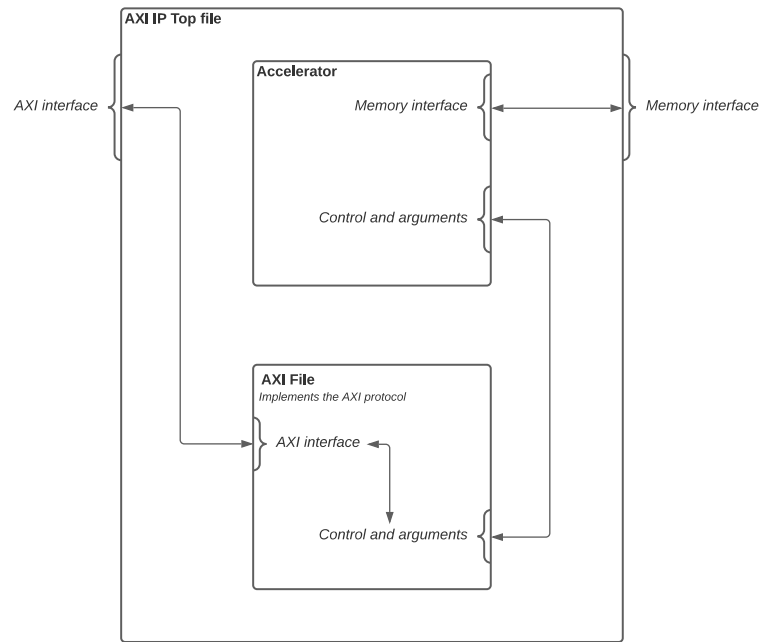 AXI IP Top file
Accelerator
AXI interface
Memory interface
Memory interface
Control and arguments
AXI File
Implements the AXI protocol
AXI interface
Control and arguments